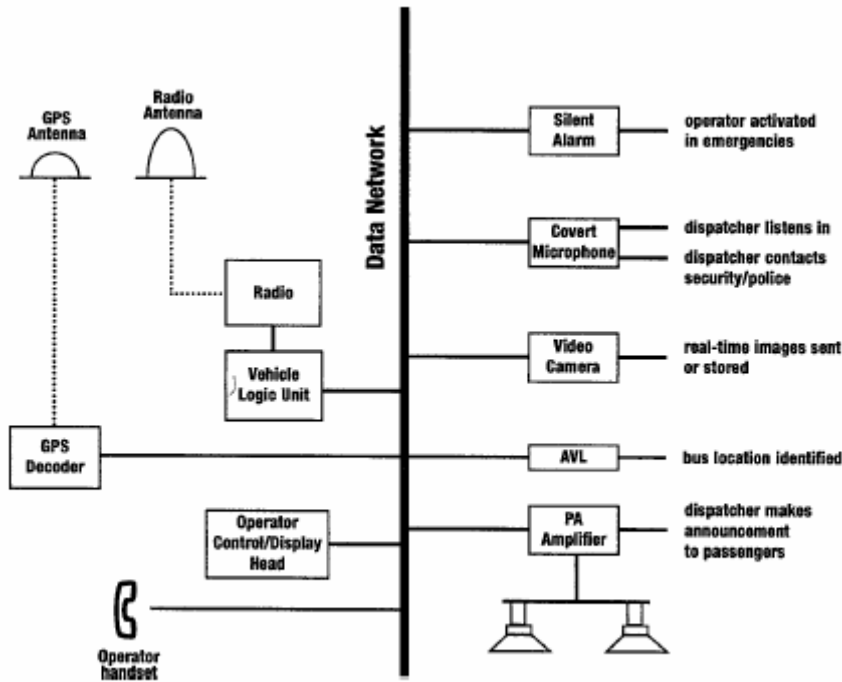 GPS
Antenna
Radio
Antenna
Radio
Vehicle
Logic Unit
GPS
Decoder
Operator
Control/Display
Head
Operator
handset
Data Network
Silent
Alarm
operator activated
in emergencies
Covert
Microphone
dispatcher listens in
dispatcher contacts
security/police
Video
Camera
real-time images sent
or stored
AVL
bus location identified
PA
Amplifier
dispatcher makes
announcement
to passengers